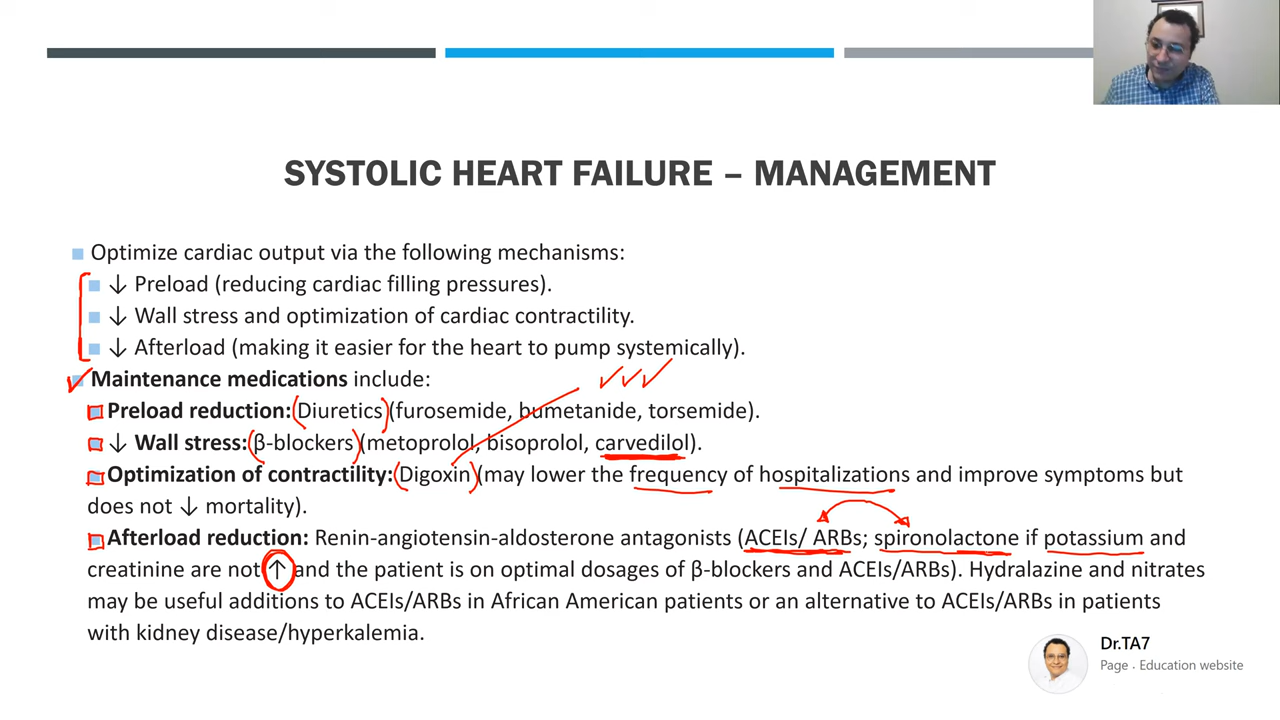 SYSTOLIC HEART FAILURE – MANAGEMENT
Optimize cardiac output via the following mechanisms:
↓ Preload (reducing cardiac filling pressures).
↓ Wall stress and optimization of cardiac contractility.
↓ Afterload (making it easier for the heart to pump systemically).
Maintenance medications include:
Preload reduction: Diuretics (furosemide, bumetanide, torsemide).
↓ Wall stress: β-blockers (metoprolol, bisoprolol, carvedilol).
Optimization of contractility: Digoxin (may lower the frequency of hospitalizations and improve symptoms but
does not ↓ mortality).
Afterload reduction: Renin-angiotensin-aldosterone antagonists (ACEIs/ ARBs; spironolactone if potassium and
creatinine are not ↑ and the patient is on optimal dosages of β-blockers and ACEIs/ARBs). Hydralazine and nitrates
may be useful additions to ACEIs/ARBs in African American patients or an alternative to ACEIs/ARBs in patients
with kidney disease/hyperkalemia.
Dr.TA7
Page · Education website